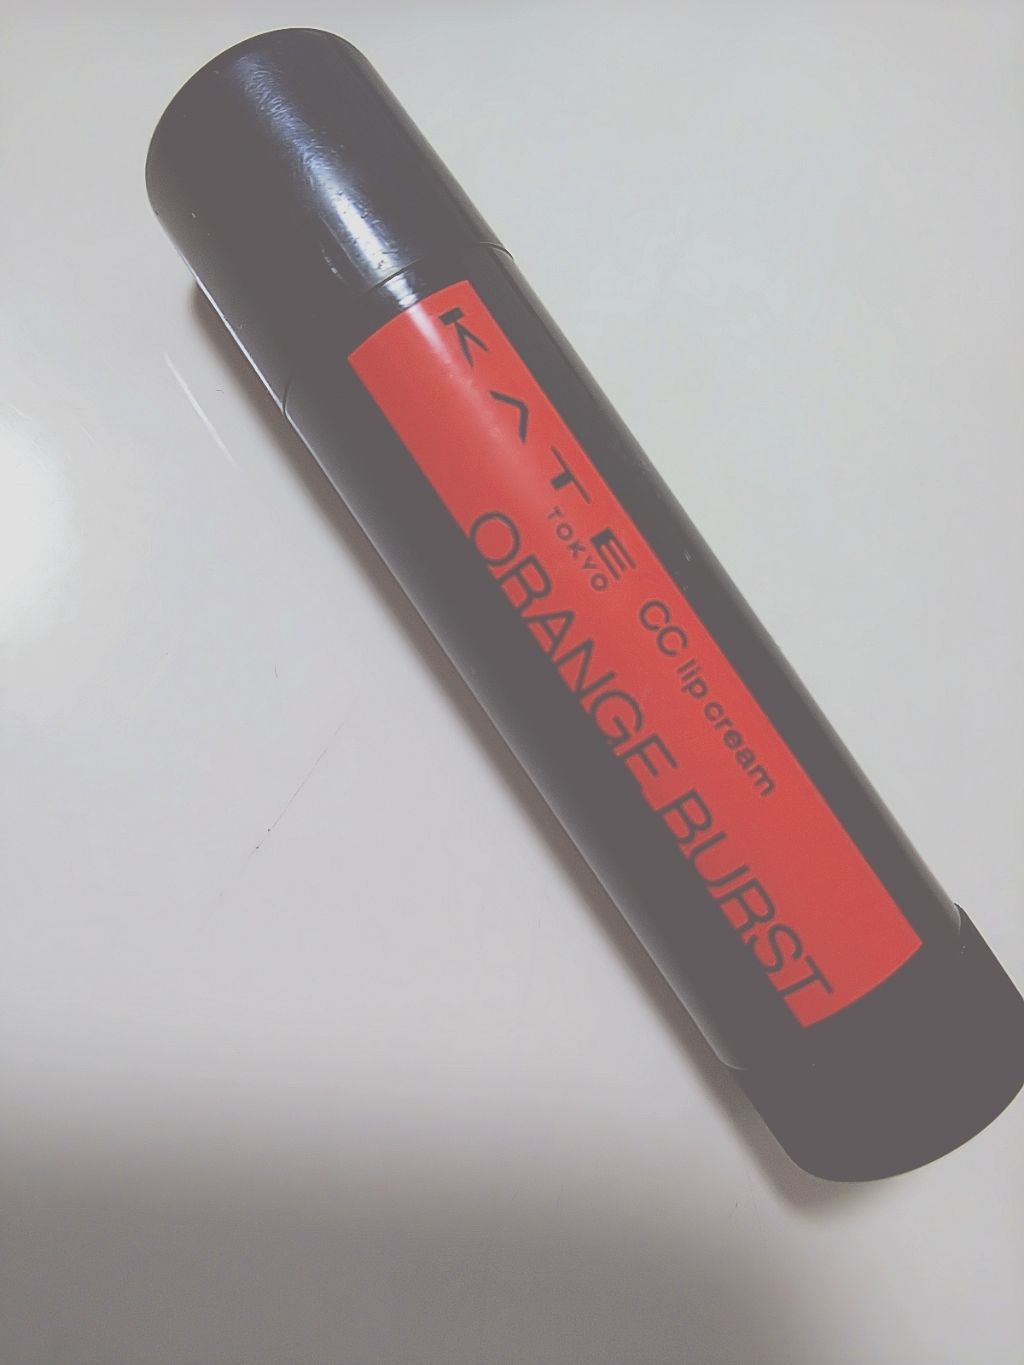 KATE
TOKYO
CC lip cream
ORANGE BURST